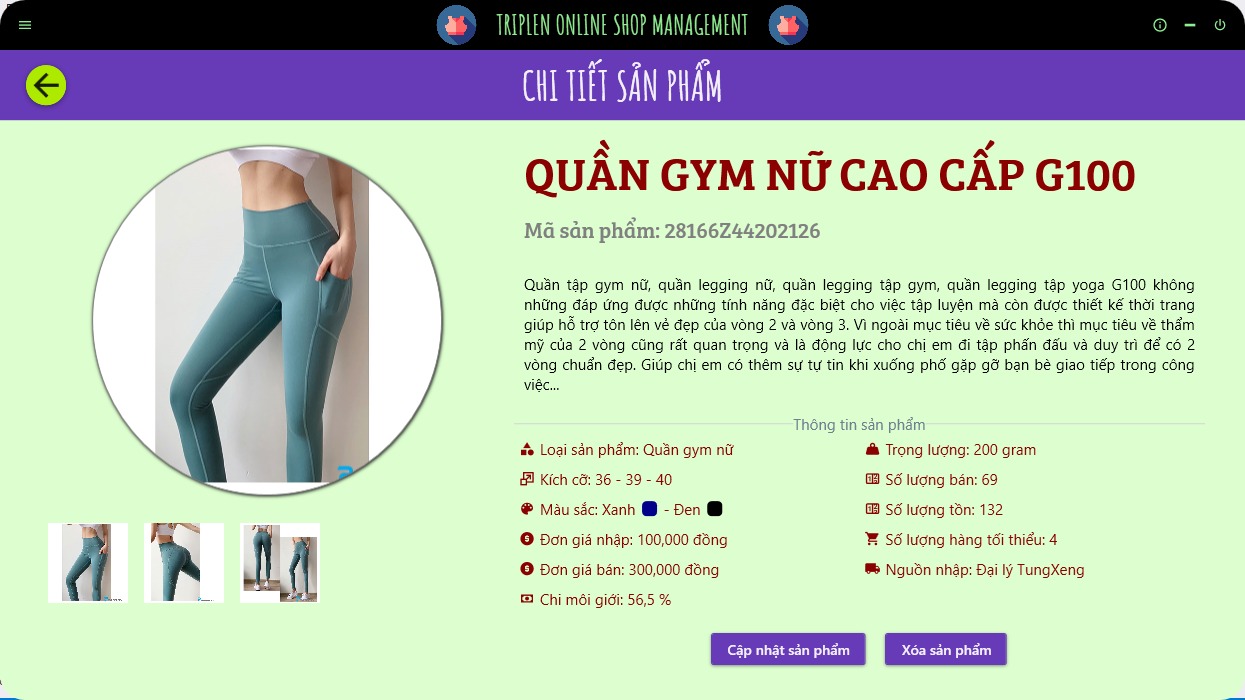 TRIPLEN ONLINE SHOP MANAGEMENT
CHI TIẾT SẢN PHẨM
QUẦN GYM NỮ CAO CẤP G100
Mã sản phẩm: 28166Z44202126
Quần tập gym nữ, quần legging nữ, quần legging tập gym, quần legging tập yoga G100 không
những đáp ứng được những tính năng đặc biệt cho việc tập luyện mà còn được thiết kế thời trang
giúp hỗ trợ tôn lên vẻ đẹp của vòng 2 và vòng 3. Vì ngoài mục tiêu về sức khỏe thì mục tiêu về thẩm
mỹ của 2 vòng cũng rất quan trọng và là động lực cho chị em đi tập phấn đấu và duy trì để có 2
vòng chuẩn đẹp. Giúp chị em có thêm sự tự tin khi xuống phố gặp gỡ bạn bè giao tiếp trong công
việc...
Thông tin sản phẩm
Loại sản phẩm: Quần gym nữ
Kích cỡ: 36 - 39 - 40
Màu sắc: Xanh - Đen
Đơn giá nhập: 100,000 đồng
Đơn giá bán: 300,000 đồng
Chi môi giới: 56,5 %
Trọng lượng: 200 gram
Số lượng bán: 69
Số lượng tồn: 132
Số lượng hàng tối thiểu: 4
Nguồn nhập: Đại lý TungXeng
Cập nhật sản phẩm
Xóa sản phẩm